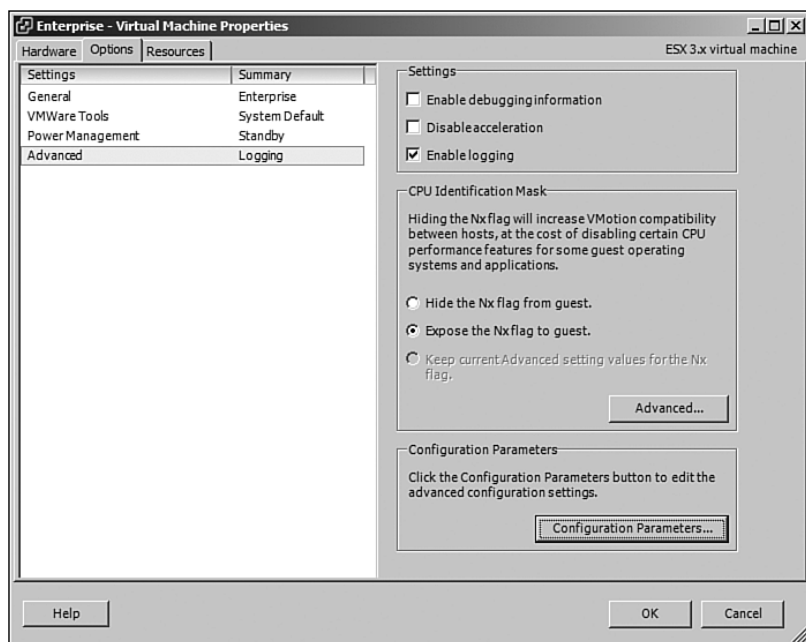 Enterprise - Virtual Machine Properties
Hardware Options Resources ESX 3.x virtual machine
Settings Summary
General Enterprise
VMWare Tools System Default
Power Management Standby
Advanced Logging
Settings
Enable debugging information
Disable acceleration
Enable logging
CPU Identification Mask
Hiding the Nx flag will increase VMotion compatibility
between hosts, at the cost of disabling certain CPU
performance features for some guest operating
systems and applications.
Hide the Nx flag from guest.
Expose the Nx flag to guest.
Keep current Advanced setting values for the Nx
flag.
Advanced...
Configuration Parameters
Click the Configuration Parameters button to edit the
advanced configuration settings.
Configuration Parameters...
Help OK Cancel